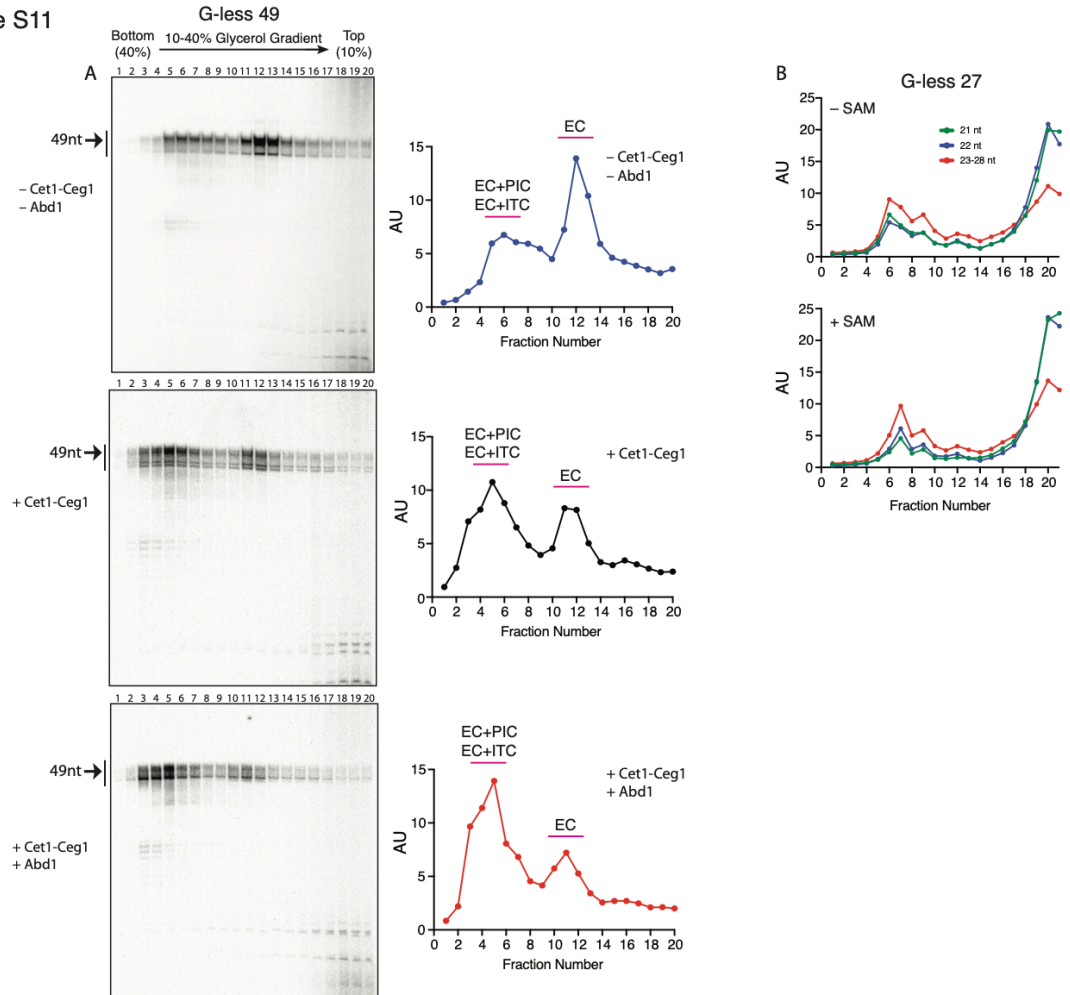 e S11
G-less 49
Bottom
(40%)
10-40% Glycerol Gradient
Top
(10%)
A
1 2 3 4 5 6 7 8 9 10 11 12 13 14 15 16 17 18 19 20
49nt
– Cet1-Ceg1
– Abd1
AU
15
10
5
0
EC+PIC
EC+ITC
EC
– Cet1-Ceg1
– Abd1
0 2 4 6 8 10 12 14 16 18 20
Fraction Number
1 2 3 4 5 6 7 8 9 10 11 12 13 14 15 16 17 18 19 20
49nt
+ Cet1-Ceg1
AU
15
10
5
0
EC+PIC
EC+ITC
EC
+ Cet1-Ceg1
0 2 4 6 8 10 12 14 16 18 20
Fraction Number
1 2 3 4 5 6 7 8 9 10 11 12 13 14 15 16 17 18 19 20
49nt
+ Cet1-Ceg1
+ Abd1
AU
15
10
5
0
EC+PIC
EC+ITC
EC
+ Cet1-Ceg1
+ Abd1
0 2 4 6 8 10 12 14 16 18 20
Fraction Number
B
G-less 27
– SAM
AU
25
20
15
10
5
0
21 nt
22 nt
23-28 nt
0 2 4 6 8 10 12 14 16 18 20
+ SAM
AU
25
20
15
10
5
0
0 2 4 6 8 10 12 14 16 18 20
Fraction Number